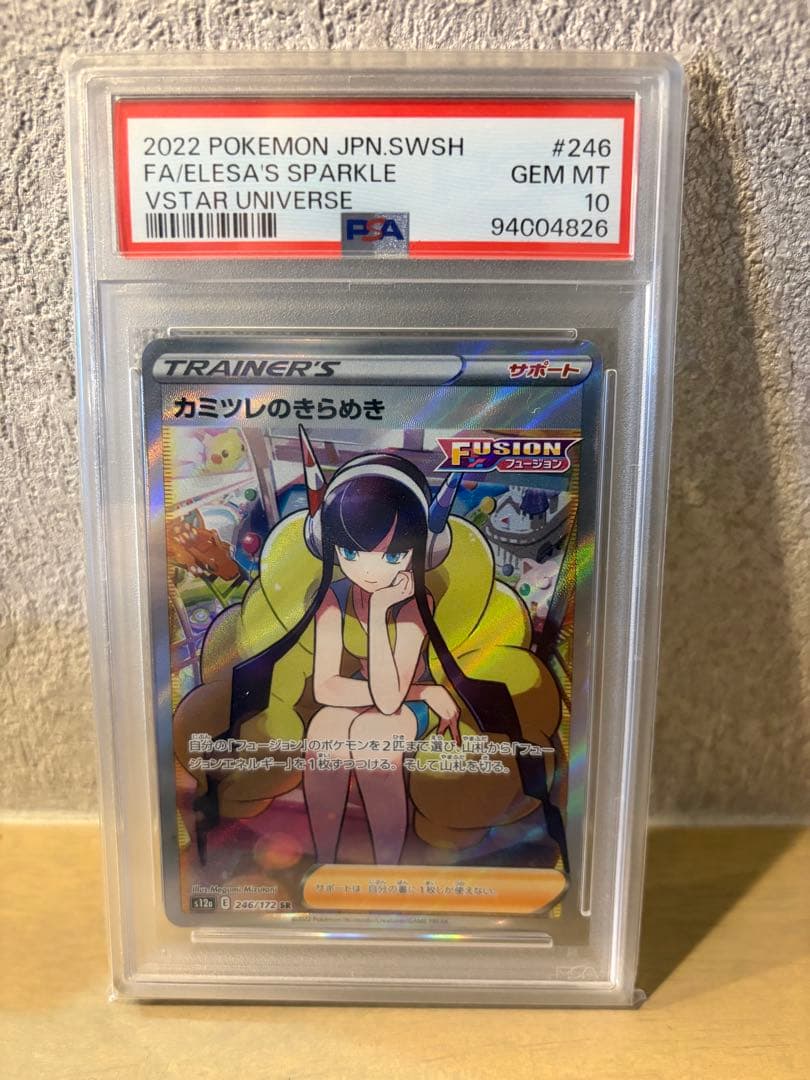 2022 POKEMON JPN.SWSH #246
FA/ELESA'S SPARKLE GEM MT
VSTAR UNIVERSE 10
PSA 94004826
TRAINER'S サポート
カミツレのきらめき
FUSION
フュージョン
自分の「フュージョン」のポケモンを2匹まで選び、山札から「フュー
ジョンエネルギー」を1枚ずつつける。そして山札を切る。
サポートは、自分の番に1枚しか使えない。
illus. Megumi Mizutani
s12a E 246/172 SR
PSA